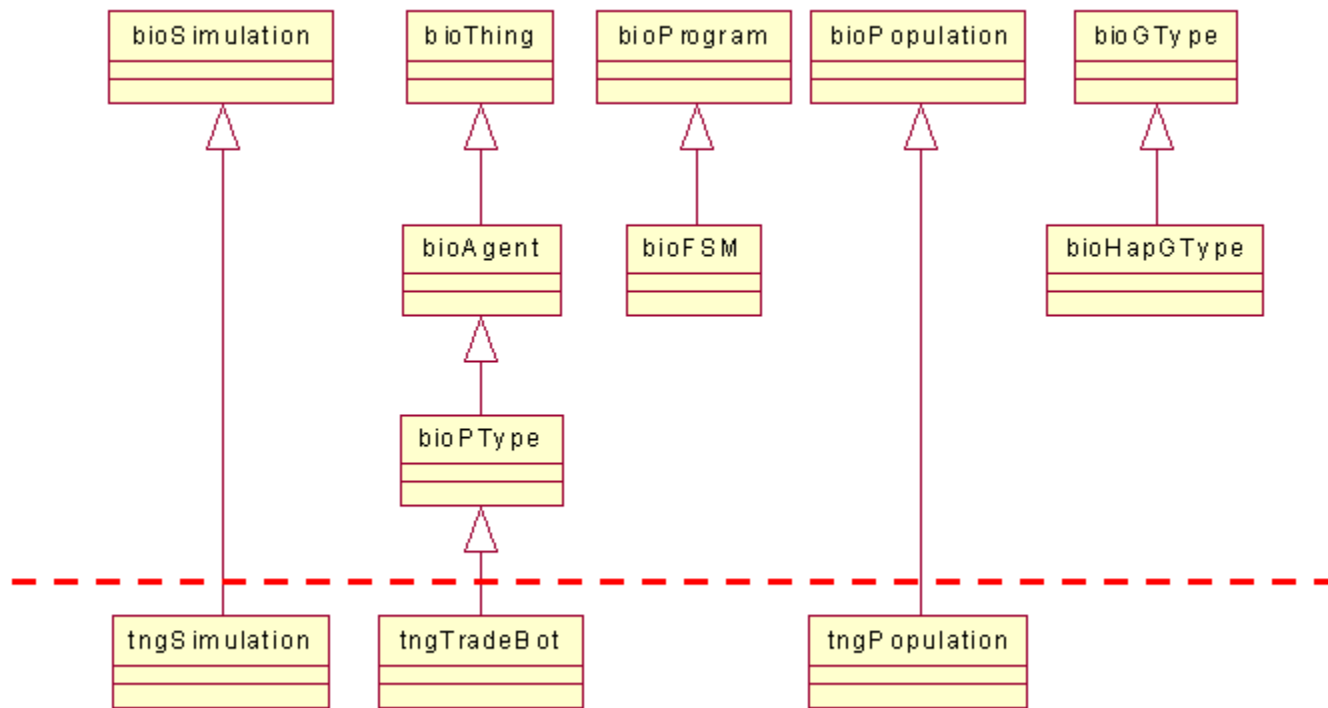 bioSimulation
bioThing
bioProgram
bioPopulation
bioGType
bioAgent
bioFSM
bioHapGType
bioPType
tngSimulation
tngTradeBot
tngPopulation